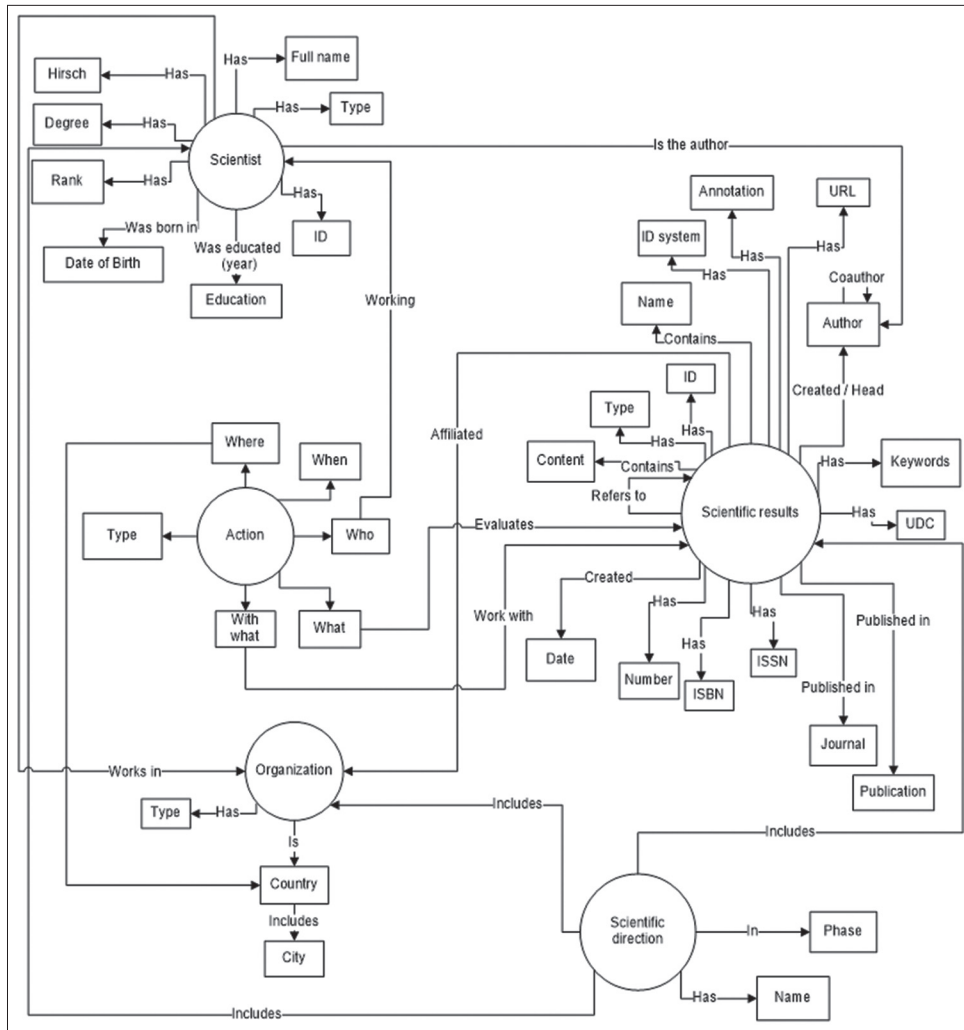 Full name
Has
Hirsch
Has
Has
Type
Degree
Has
Is the author
Scientist
Rank
Has
Has
Annotation
URL
Was born in
ID
ID system
Has
Was educated
(year)
Has
Date of Birth
Has
Coauthor
Education
Working
Name
Author
Contains
ID
Created / Head
Type
Where
Affiliated
Has
Has
When
Content
Contains
Has
Keywords
Refers to
Scientific results
Has
Type
Action
Who
Evaluates
UDC
Created
With
what
What
Work with
Has
Has
Published in
Has
Date
ISSN
Number
ISBN
Published in
Journal
Works in
Organization
Publication
Type
Has
Includes
Includes
Is
Country
Includes
Scientific
direction
In
Phase
City
Has
Name
Includes